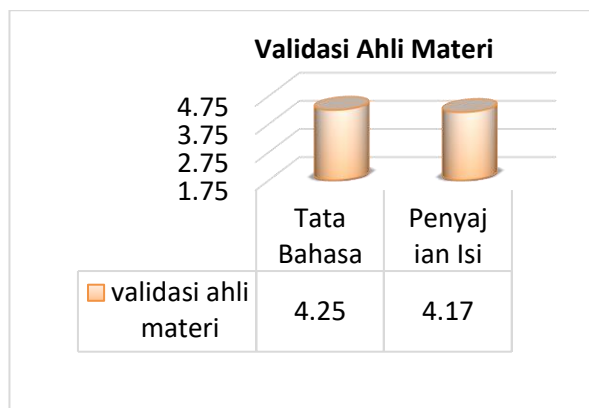 Validasi Ahli Materi
4.75
3.75
2.75
1.75
Tata
Bahasa
Penyaj
ian Isi
validasi ahli
materi
4.25
4.17